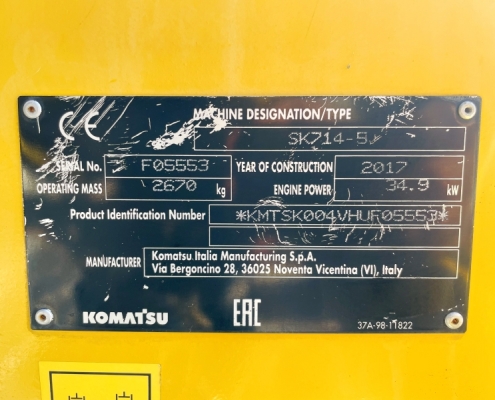 CE
MACHINE DESIGNATION/TYPE
SK714-5
SERIAL No. F05553 YEAR OF CONSTRUCTION 2017
OPERATING MASS 2670 kg ENGINE POWER 34.9 kW
Product Identification Number *KMTSK004VHUF05553*
MANUFACTURER Komatsu Italia Manufacturing S.p.A.
Via Bergoncino 28, 36025 Noventa Vicentina (VI), Italy
KOMATSU EAC
37A-98-11822